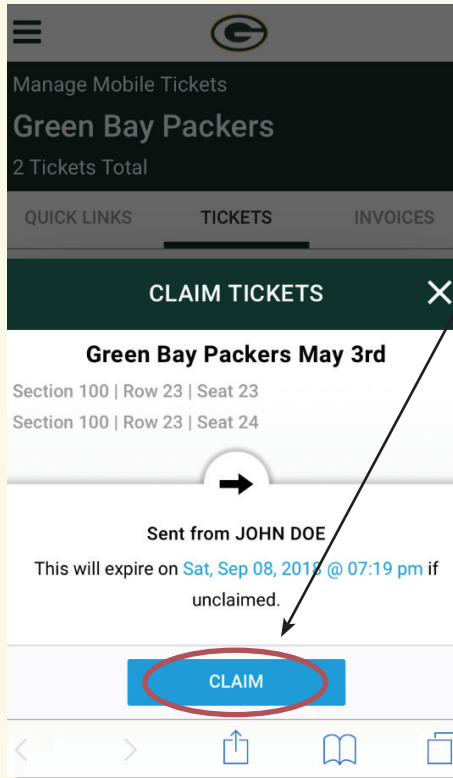 G
Manage Mobile Tickets
Green Bay Packers
2 Tickets Total
QUICK LINKS TICKETS INVOICES
CLAIM TICKETS
Green Bay Packers May 3rd
Section 100 | Row 23 | Seat 23
Section 100 | Row 23 | Seat 24
Sent from JOHN DOE
This will expire on Sat, Sep 08, 2018 @ 07:19 pm if
unclaimed.
CLAIM